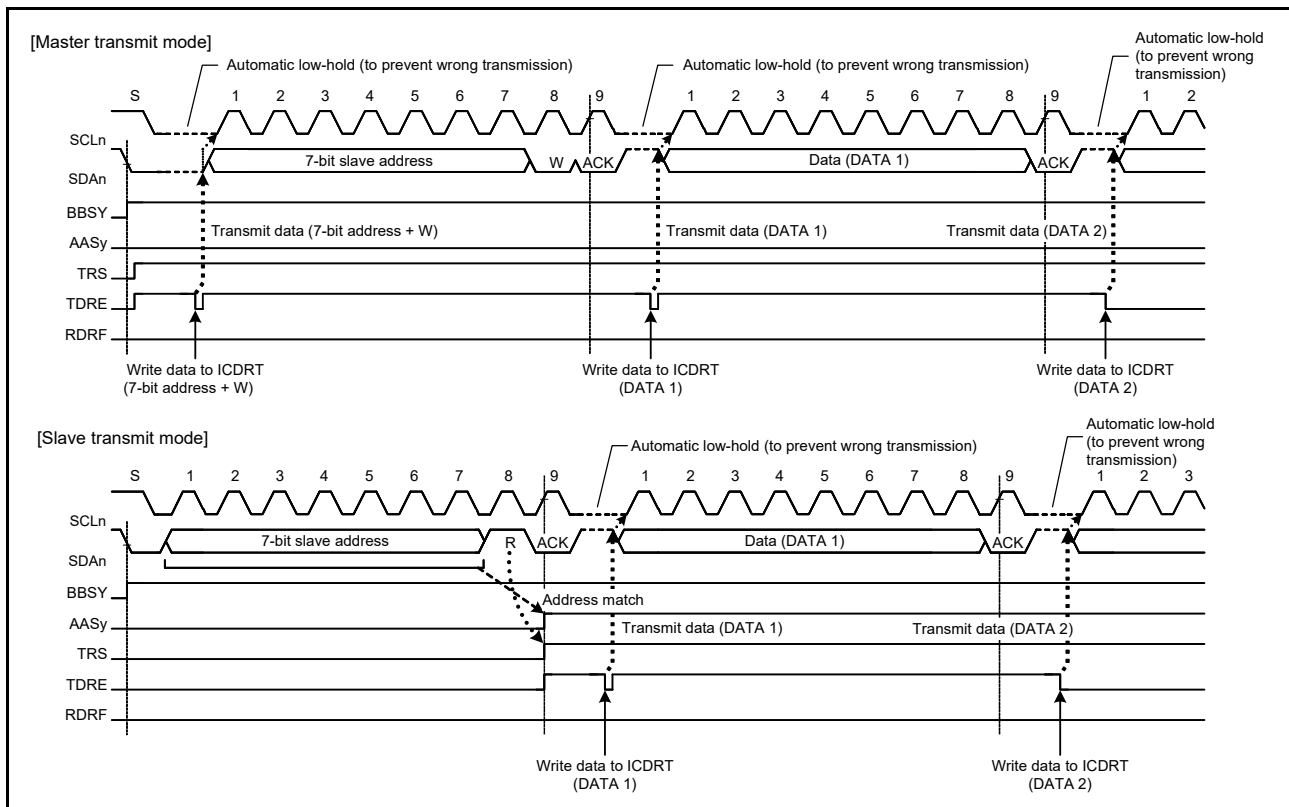 [Master transmit mode]
Automatic low-hold (to prevent wrong transmission)
Automatic low-hold (to prevent wrong transmission)
Automatic low-hold
(to prevent wrong
transmission)
S 1 2 3 4 5 6 7 8 9 1 2 3 4 5 6 7 8 9 1 2
SCLn
7-bit slave address W ACK Data (DATA 1) ACK
SDAn
BBSY
Transmit data (7-bit address + W) Transmit data (DATA 1) Transmit data (DATA 2)
AASy
TRS
TDRE
RDRF
Write data to ICDRT
(7-bit address + W)
Write data to ICDRT
(DATA 1)
Write data to ICDRT
(DATA 2)
[Slave transmit mode]
Automatic low-hold (to prevent wrong transmission)
Automatic low-hold
(to prevent wrong
transmission)
S 1 2 3 4 5 6 7 8 9 1 2 3 4 5 6 7 8 9 1 2 3
SCLn
7-bit slave address R ACK Data (DATA 1) ACK
SDAn
BBSY
Address match
AASy
Transmit data (DATA 1) Transmit data (DATA 2)
TRS
TDRE
RDRF
Write data to ICDRT
(DATA 1)
Write data to ICDRT
(DATA 2)